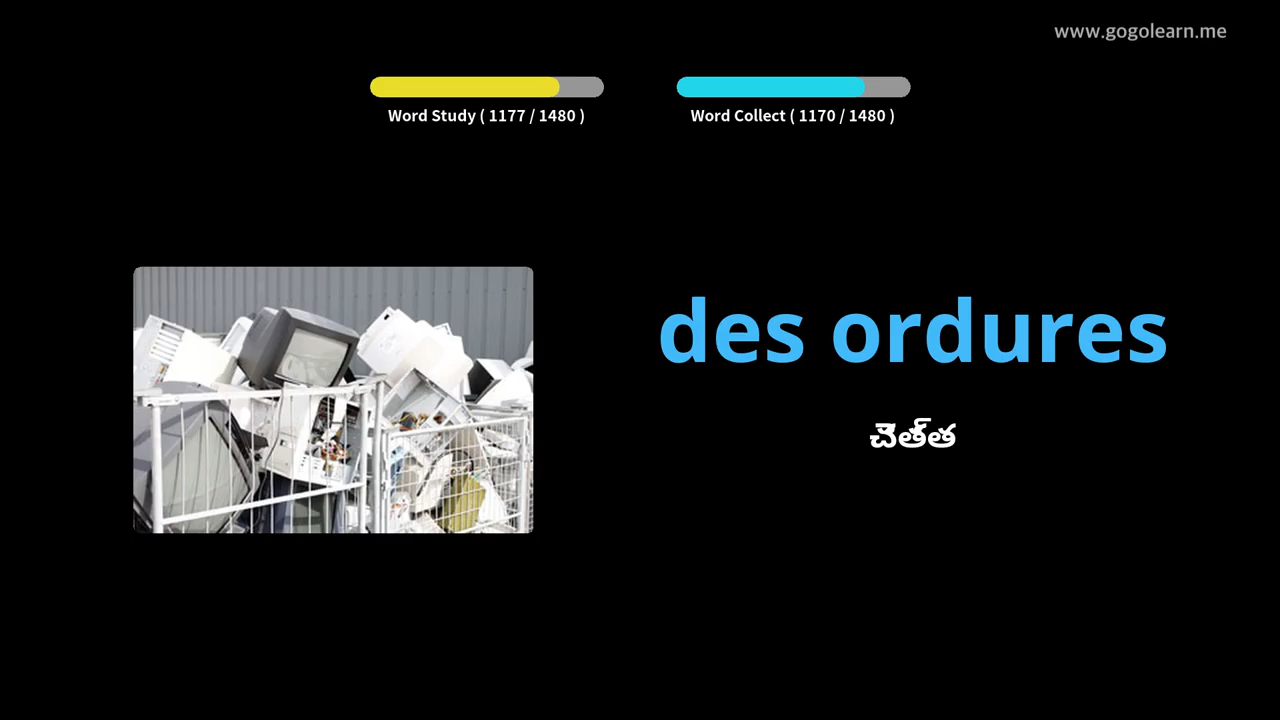 www.gogolearn.me
Word Study ( 1177 / 1480 )
Word Collect ( 1170 / 1480 )
des ordures
చెత్త